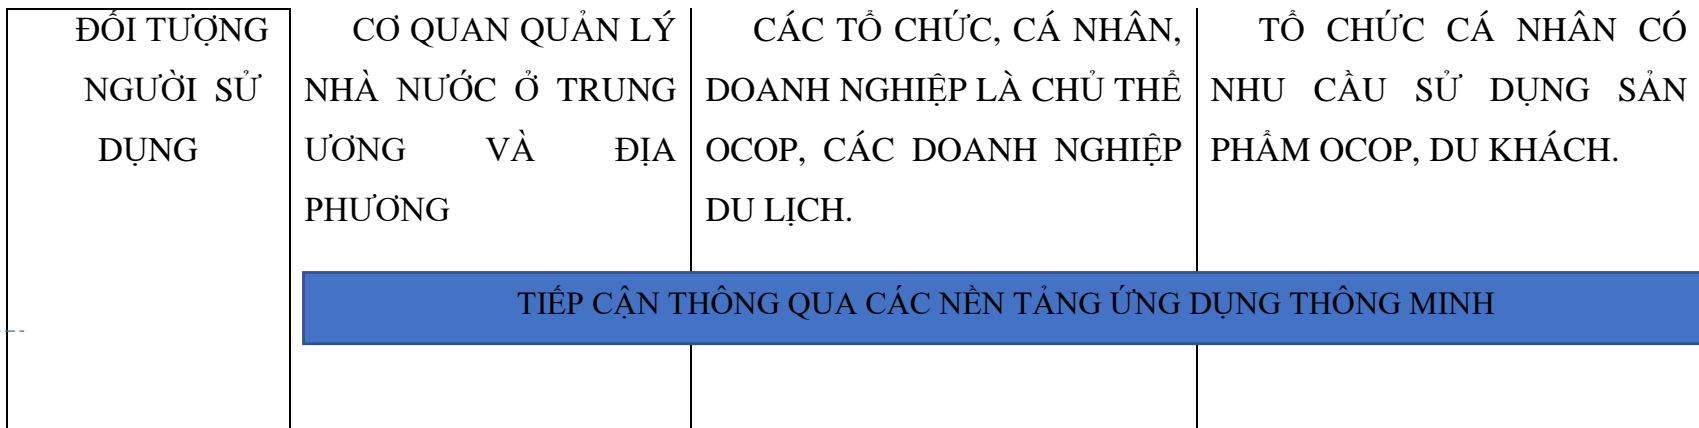 ĐỐI TƯỢNG
NGƯỜI SỬ
DỤNG
CƠ QUAN QUẢN LÝ
NHÀ NƯỚC Ở TRUNG
ƯƠNG VÀ ĐỊA
PHƯƠNG
CÁC TỔ CHỨC, CÁ NHÂN,
DOANH NGHIỆP LÀ CHỦ THỂ
OCOP, CÁC DOANH NGHIỆP
DU LỊCH.
TỔ CHỨC CÁ NHÂN CÓ
NHU CẦU SỬ DỤNG SẢN
PHẨM OCOP, DU KHÁCH.
TIẾP CẬN THÔNG QUA CÁC NỀN TẢNG ỨNG DỤNG THÔNG MINH